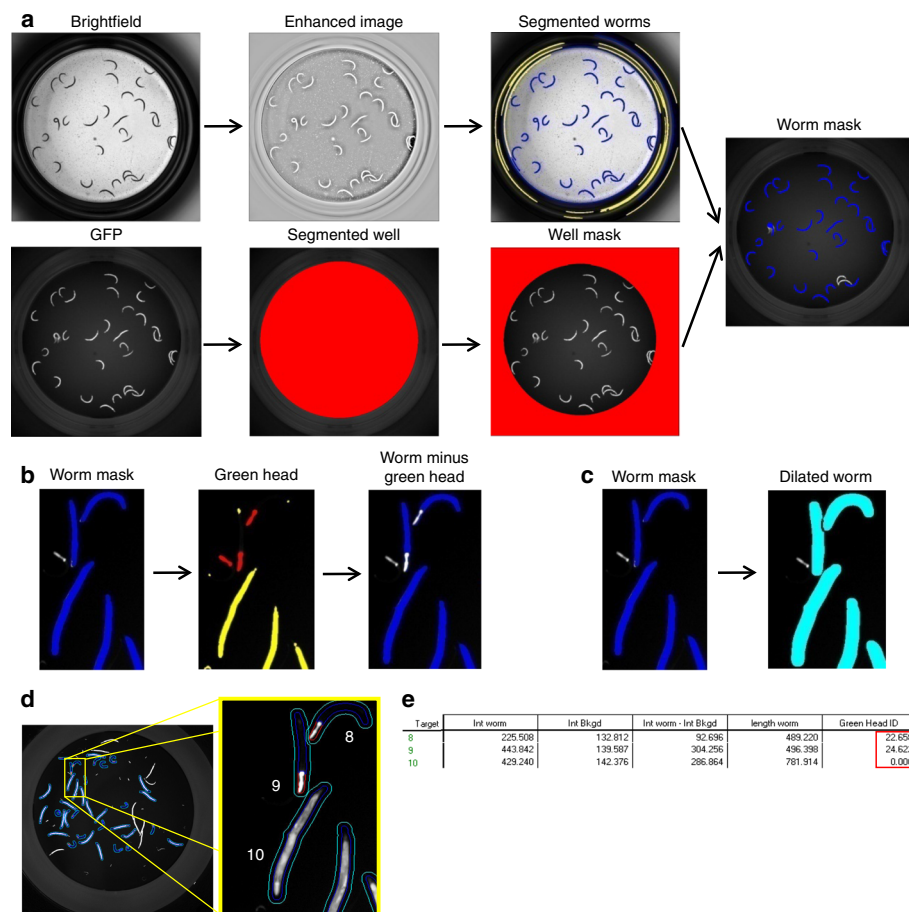 a
Brightfield
Enhanced image
Segmented worms
Worm mask
GFP
Segmented well
Well mask
b
Worm mask
Green head
Worm minus
green head
c
Worm mask
Dilated worm
d
8
9
10
e
Target Int worm Int Bkgd Int worm - Int Bkgd length worm Green Head ID
8 225.508 132.812 92.696 489.220
9 443.842 139.587 304.256 496.398
10 429.240 142.376 286.864 781.914